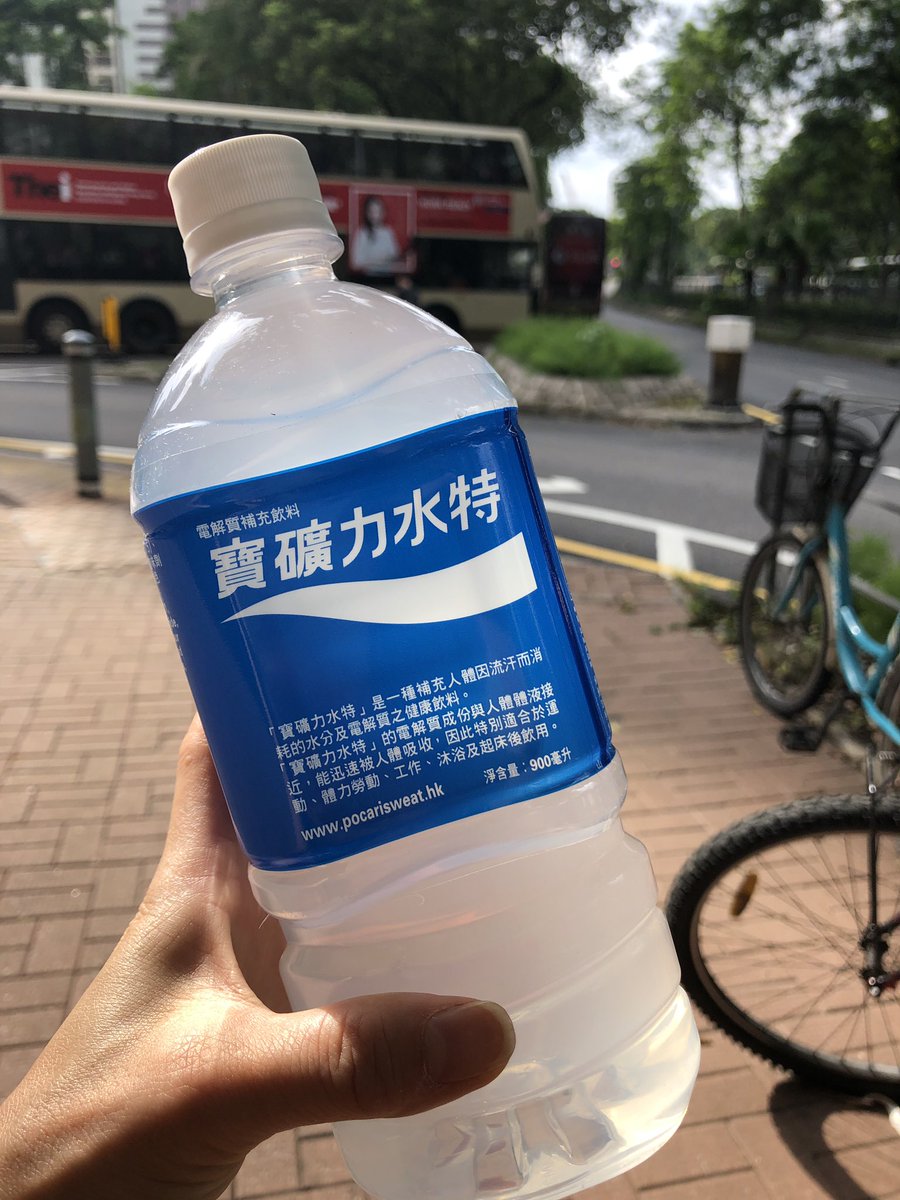 Thei
電解質補充飲料
寶礦力水特
「寶礦力水特」是一種補充人體因流汗而消
耗的水分及電解質之健康飲料。
「寶礦力水特」的電解質成份與人體體液接
近，能迅速被人體吸收，因此特別適合於運
動、體力勞動、工作、沐浴及起床後飲用。
淨含量：900毫升
www.pocarisweat.hk